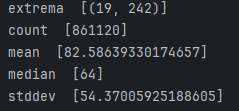 extrema  [(19, 242)]
count  [861120]
mean  [82.58639330174657]
median  [64]
stddev  [54.37005925188605]